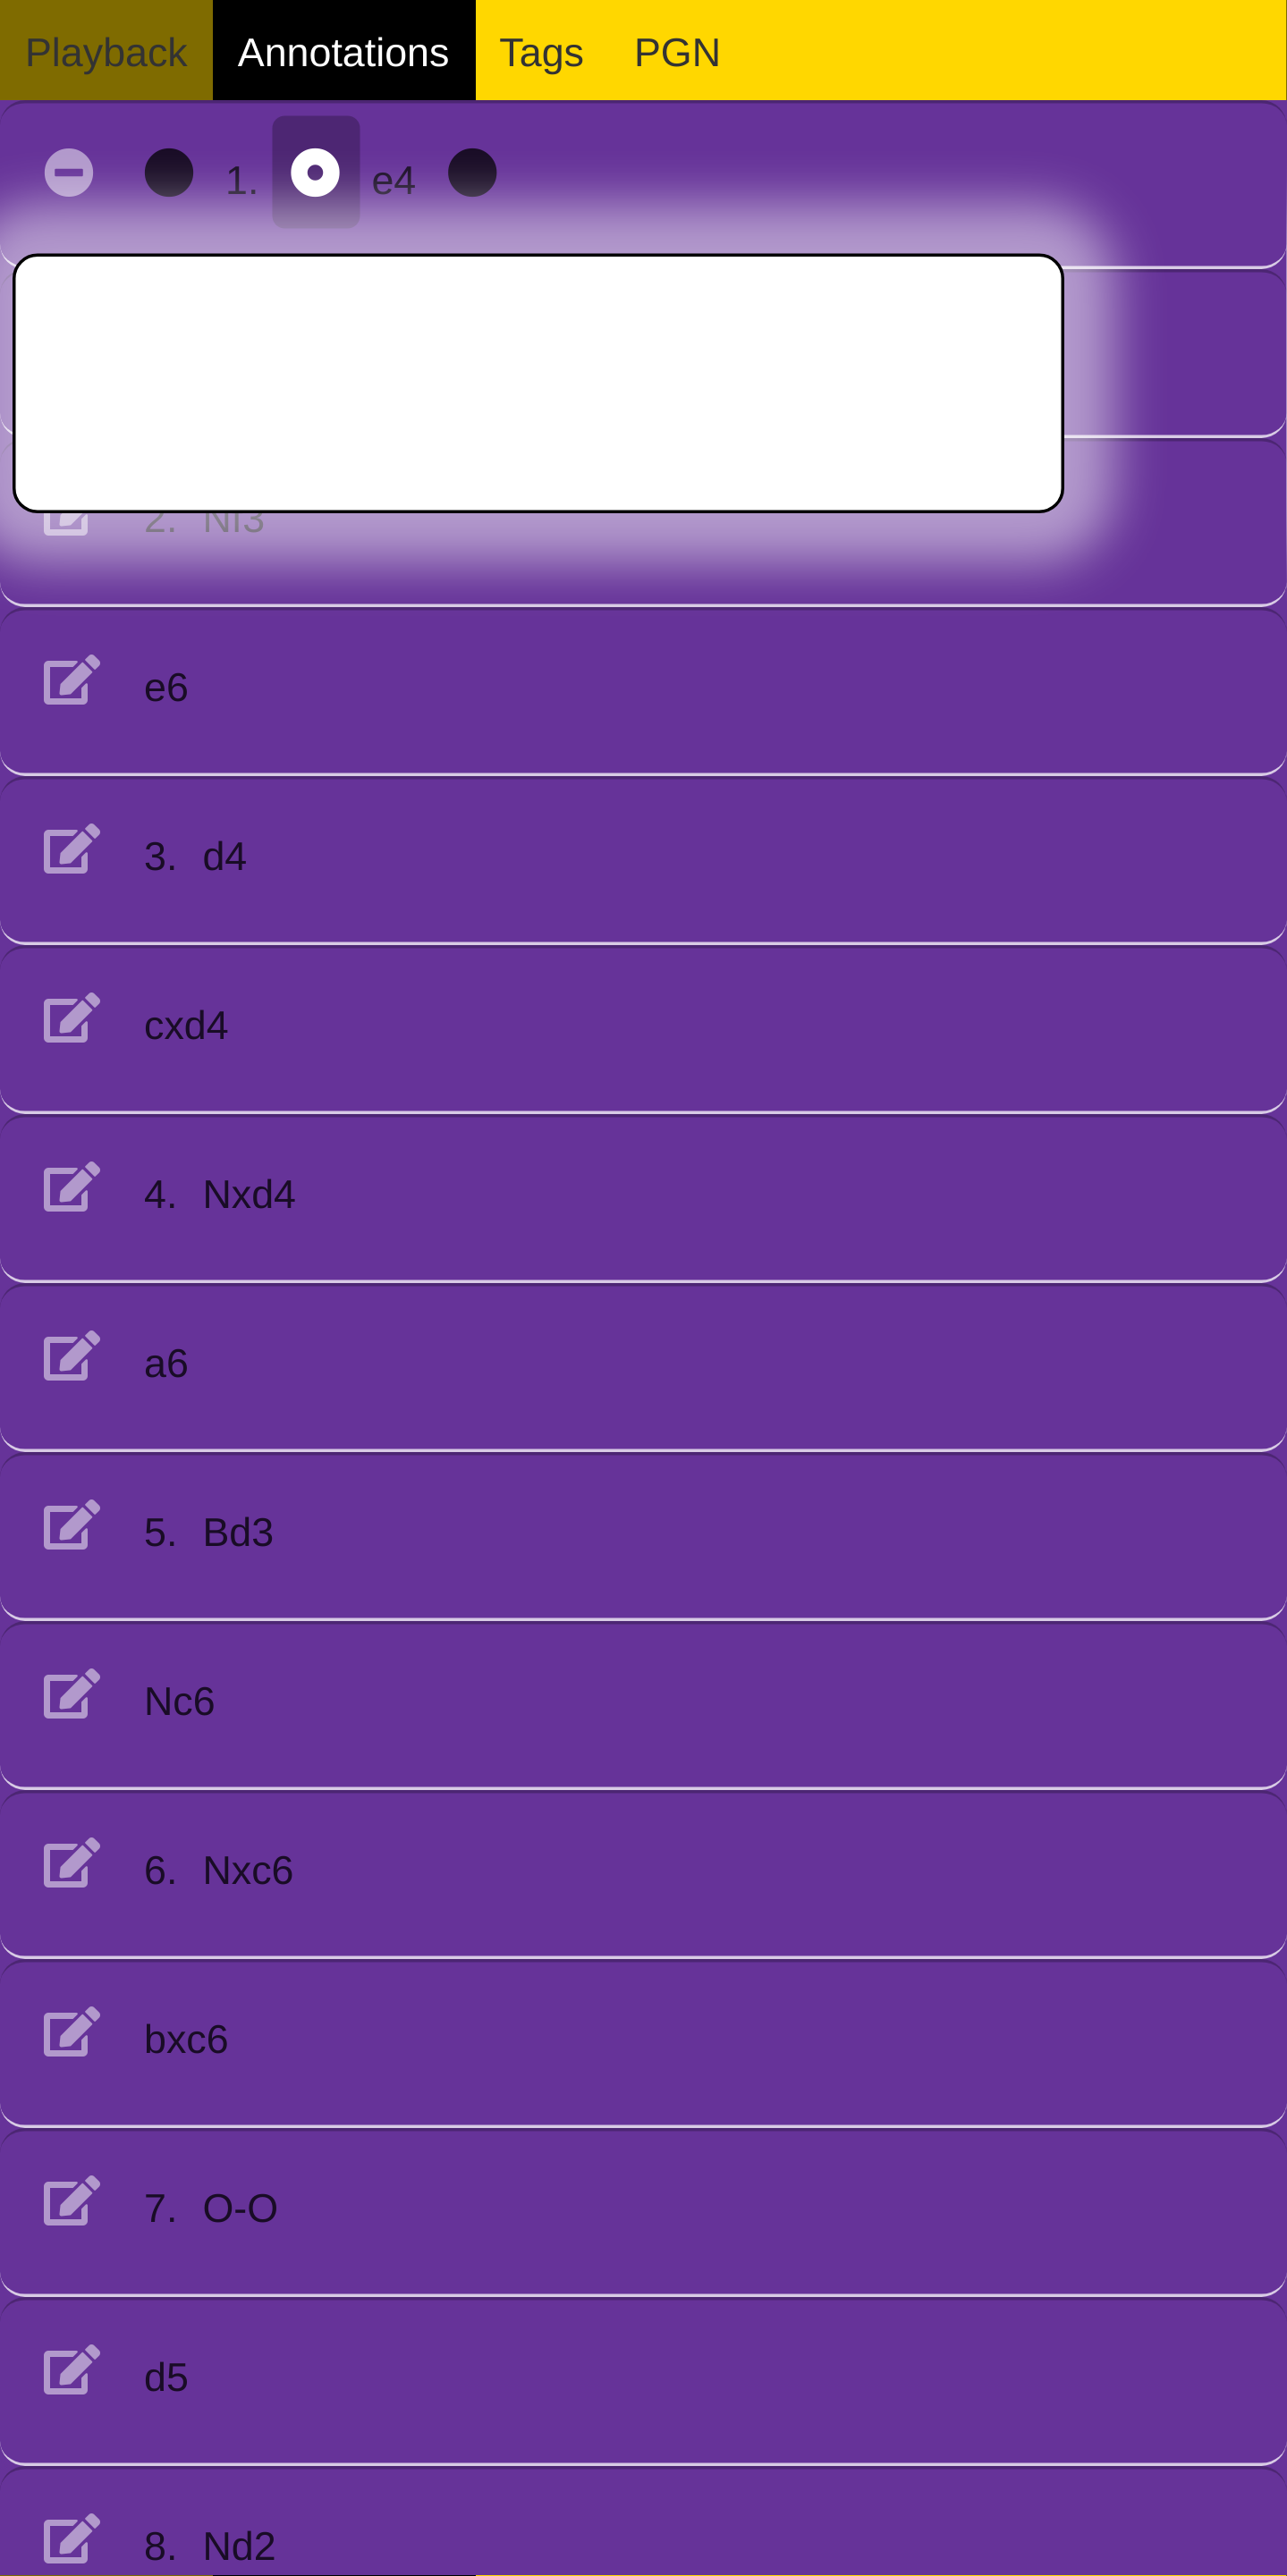 Playback Annotations Tags PGN
1. e4
2. Nf3
e6
3. d4
cxd4
4. Nxd4
a6
5. Bd3
Nc6
6. Nxc6
bxc6
7. O-O
d5
8. Nd2